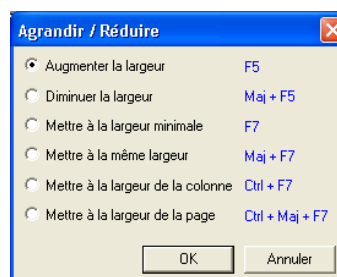 Agrandir / Réduire
Augmenter la largeur F5
Diminuer la largeur Maj + F5
Mettre à la largeur minimale F7
Mettre à la même largeur Maj + F7
Mettre à la largeur de la colonne Ctrl + F7
Mettre à la largeur de la page Ctrl + Maj + F7
OK Annuler